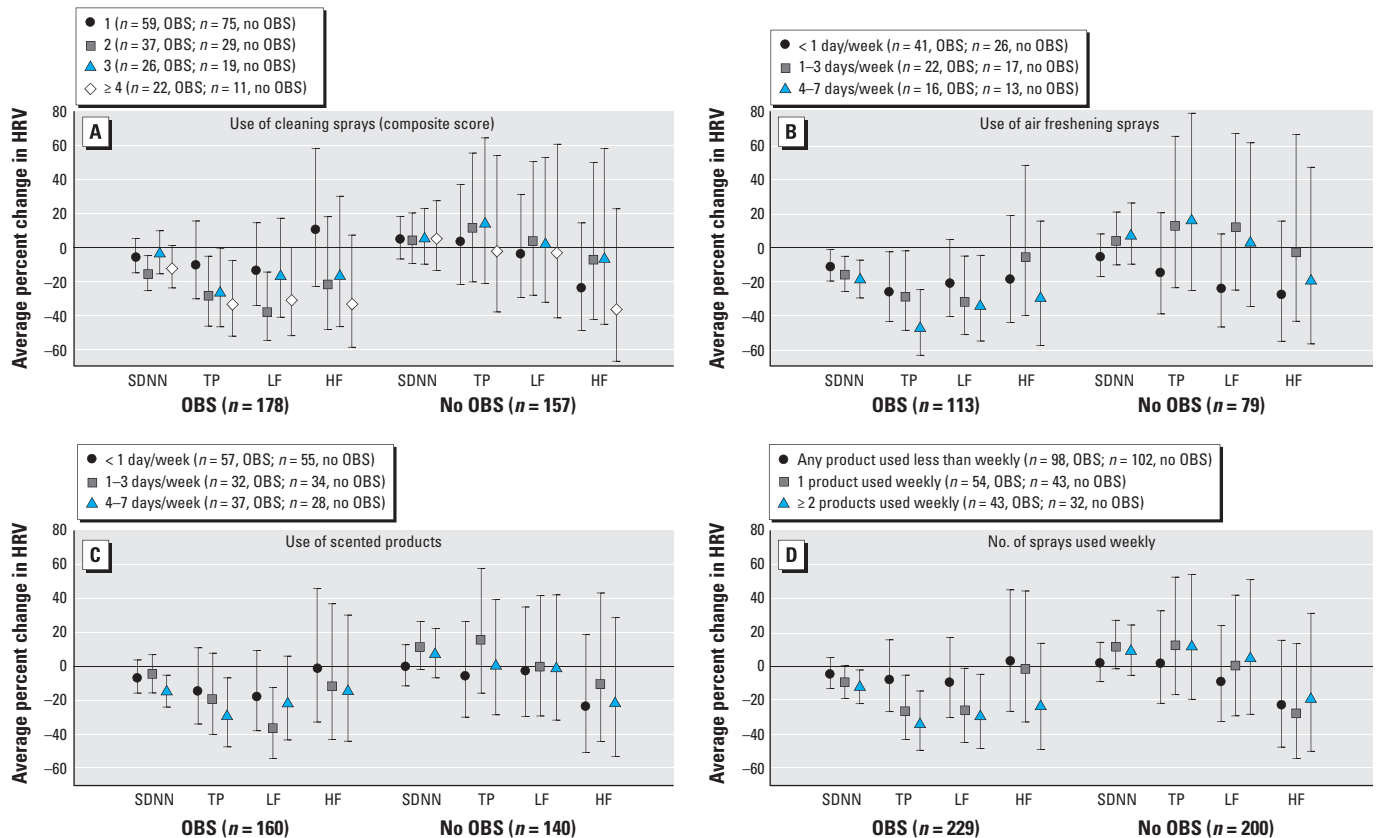 1 (n = 59, OBS; n = 75, no OBS)
2 (n = 37, OBS; n = 29, no OBS)
3 (n = 26, OBS; n = 19, no OBS)
≥ 4 (n = 22, OBS; n = 11, no OBS)
Average percent change in HRV
80
60
40
20
0
–20
–40
–60
A
Use of cleaning sprays (composite score)
SDNN TP LF HF SDNN TP LF HF
OBS (n = 178) No OBS (n = 157)
< 1 day/week (n = 41, OBS; n = 26, no OBS)
1–3 days/week (n = 22, OBS; n = 17, no OBS)
4–7 days/week (n = 16, OBS; n = 13, no OBS)
Average percent change in HRV
80
60
40
20
0
–20
–40
–60
B
Use of air freshening sprays
SDNN TP LF HF SDNN TP LF HF
OBS (n = 113) No OBS (n = 79)
< 1 day/week (n = 57, OBS; n = 55, no OBS)
1–3 days/week (n = 32, OBS; n = 34, no OBS)
4–7 days/week (n = 37, OBS; n = 28, no OBS)
Average percent change in HRV
80
60
40
20
0
–20
–40
–60
C
Use of scented products
SDNN TP LF HF SDNN TP LF HF
OBS (n = 160) No OBS (n = 140)
Any product used less than weekly (n = 98, OBS; n = 102, no OBS)
1 product used weekly (n = 54, OBS; n = 43, no OBS)
≥ 2 products used weekly (n = 43, OBS; n = 32, no OBS)
Average percent change in HRV
80
60
40
20
0
–20
–40
–60
D
No. of sprays used weekly
SDNN TP LF HF SDNN TP LF HF
OBS (n = 229) No OBS (n = 200)